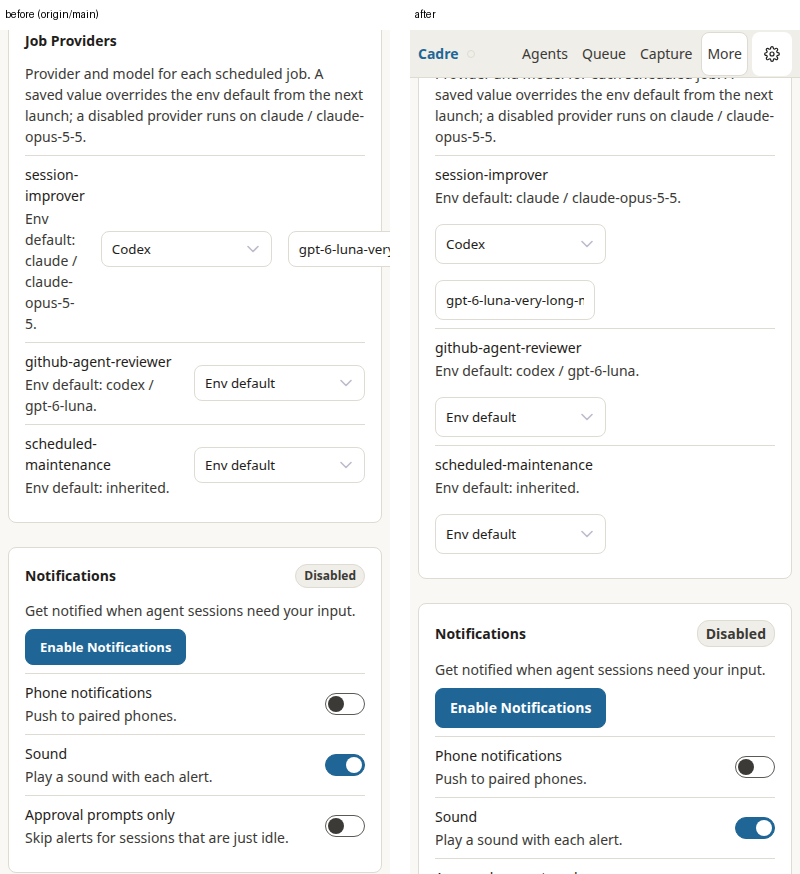 before (origin/main)
Job Providers
Provider and model for each scheduled job. A
saved value overrides the env default from the next
launch; a disabled provider runs on claude / claude-
opus-5-5.
session-
improver
Env
default:
claude /
claude-
opus-5-
5.
Codex
gpt-6-luna-very
github-agent-reviewer
Env default: codex /
gpt-6-luna.
Env default
scheduled-
maintenance
Env default: inherited.
Env default
Notifications
Disabled
Get notified when agent sessions need your input.
Enable Notifications
Phone notifications
Push to paired phones.
Sound
Play a sound with each alert.
Approval prompts only
Skip alerts for sessions that are just idle.
after
Cadre
Agents
Queue
Capture
More
saved value overrides the env default from the next
launch; a disabled provider runs on claude / claude-
opus-5-5.
session-improver
Env default: claude / claude-opus-5-5.
Codex
gpt-6-luna-very-long-r
github-agent-reviewer
Env default: codex / gpt-6-luna.
Env default
scheduled-maintenance
Env default: inherited.
Env default
Notifications
Disabled
Get notified when agent sessions need your input.
Enable Notifications
Phone notifications
Push to paired phones.
Sound
Play a sound with each alert.